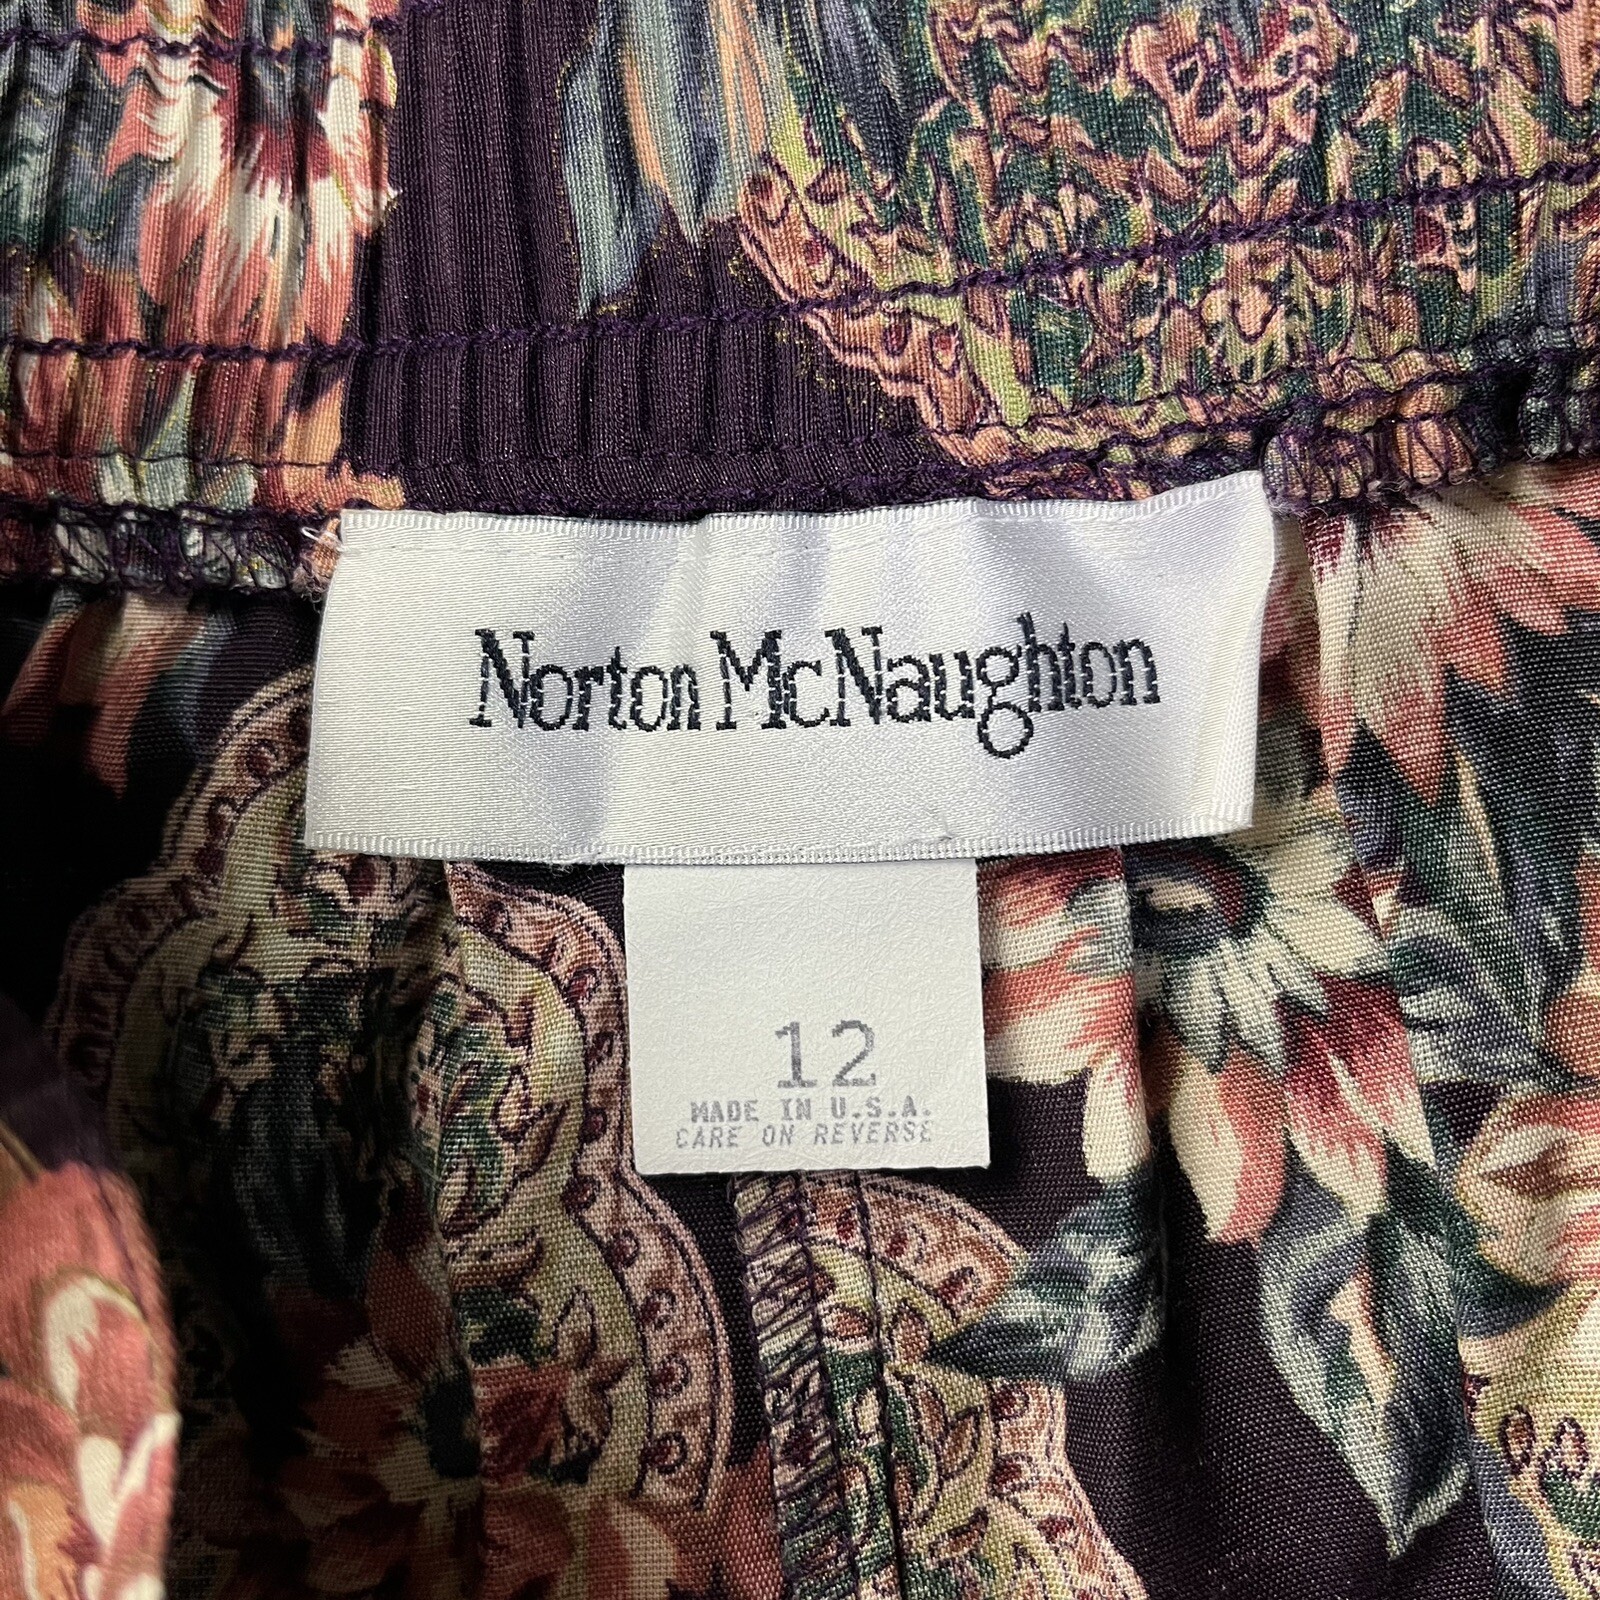 Norton McNaughton
12
MADE IN U.S.A.
CARE ON REVERSE